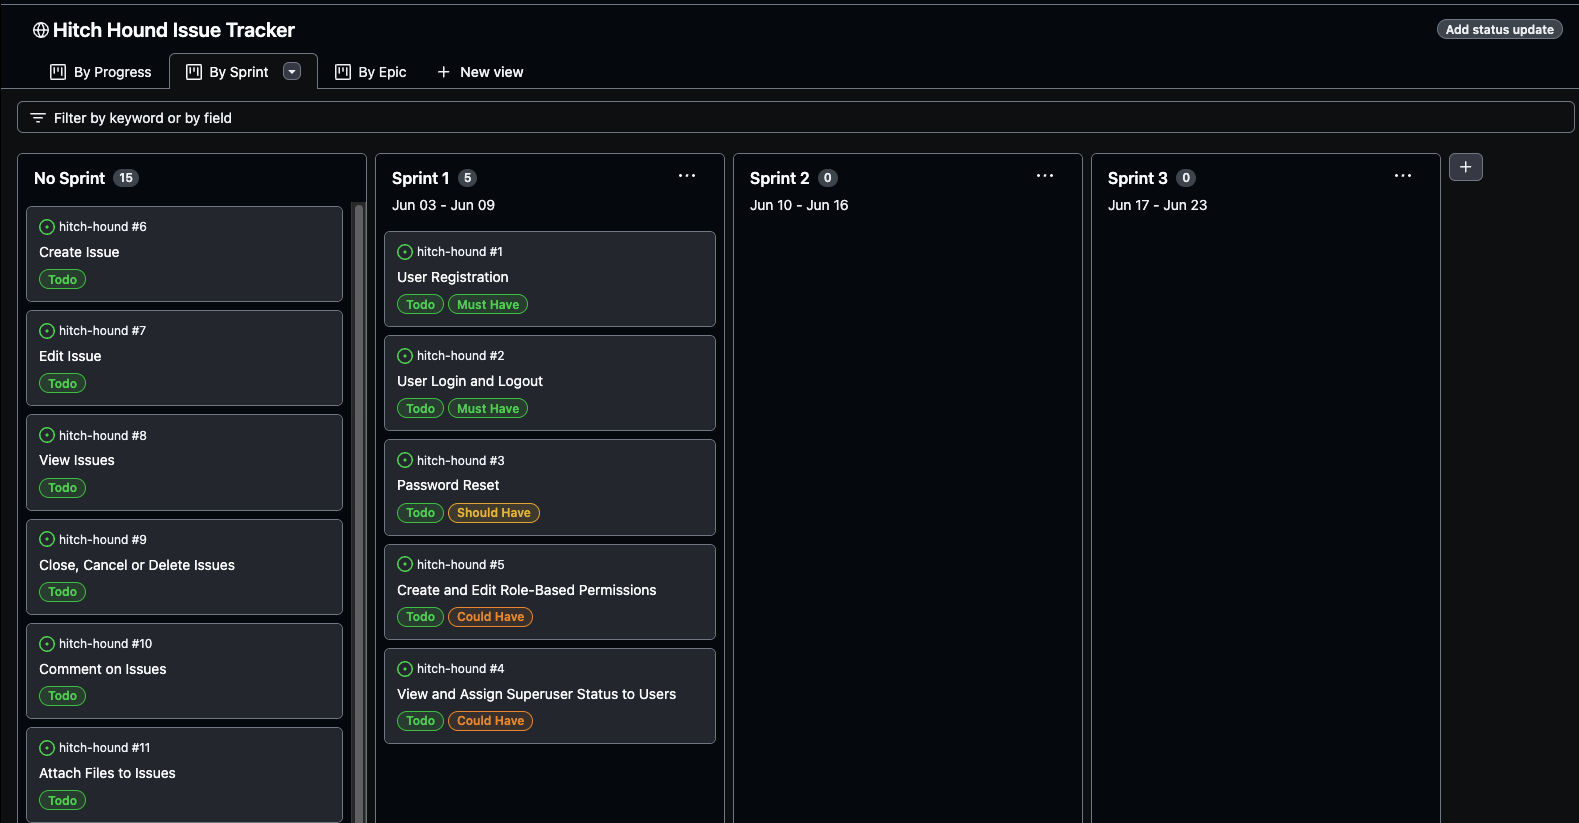 Hitch Hound Issue Tracker
Add status update
By Progress
By Sprint
By Epic
New view
Filter by keyword or by field
No Sprint 15
hitch-hound #6
Create Issue
Todo
hitch-hound #7
Edit Issue
Todo
hitch-hound #8
View Issues
Todo
hitch-hound #9
Close, Cancel or Delete Issues
Todo
hitch-hound #10
Comment on Issues
Todo
hitch-hound #11
Attach Files to Issues
Todo
Sprint 1 5
Jun 03 - Jun 09
hitch-hound #1
User Registration
Todo Must Have
hitch-hound #2
User Login and Logout
Todo Must Have
hitch-hound #3
Password Reset
Todo Should Have
hitch-hound #5
Create and Edit Role-Based Permissions
Todo Could Have
hitch-hound #4
View and Assign Superuser Status to Users
Todo Could Have
Sprint 2 0
Jun 10 - Jun 16
Sprint 3 0
Jun 17 - Jun 23